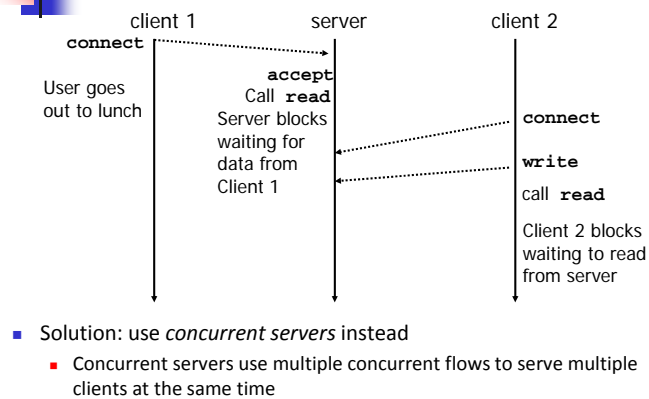 client 1
server
client 2
connect
User goes
out to lunch
accept
Call read
Server blocks
waiting for
data from
Client 1
connect
write
call read
Client 2 blocks
waiting to read
from server
Solution: use concurrent servers instead
Concurrent servers use multiple concurrent flows to serve multiple
clients at the same time